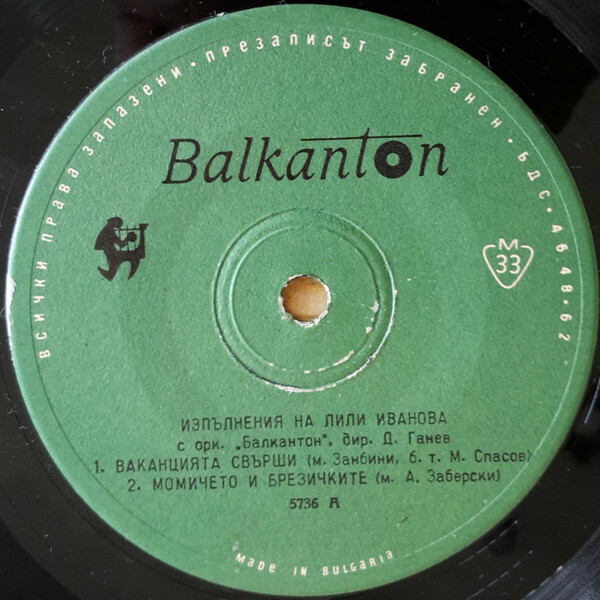 ВСИЧКИ ПРАВА ЗАПАЗЕНИ • ПРЕЗАПИСЪТ ЗАБРАНЕН • БДС • 4648-62
Balkanton
М
33
ИЗПЪЛНЕНИЯ НА ЛИЛИ ИВАНОВА
с орк. „Балкантон", дир. Д. Ганев
1. ВАКАНЦИЯТА СВЪРШИ (м. Занбини, б. т. М. Спасов)
2. МОМИЧЕТО И БРЕЗИЧКИТЕ (м. А. Заберски)
5736 А
MADE IN BULGARIA